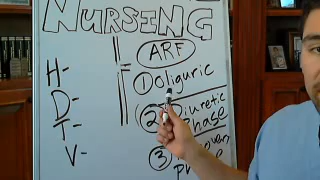 NURSING
ARF
H-
D-
T-
V-
① Oliguric
② Diuretic
Phase
③
phase